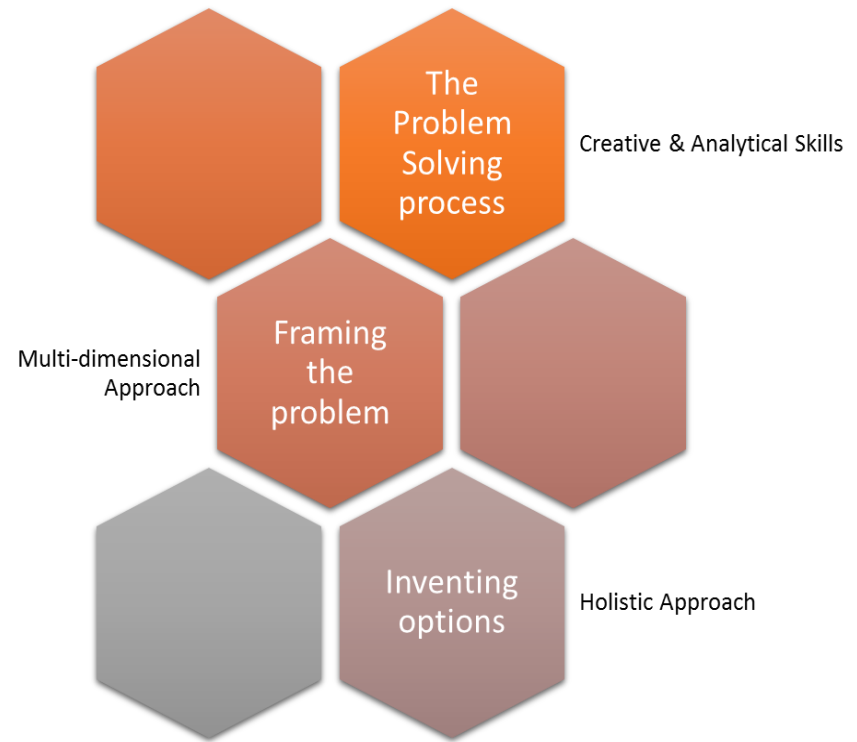 The
Problem
Solving
process
Creative & Analytical Skills
Multi-dimensional
Approach
Framing
the
problem
Inventing
options
Holistic Approach